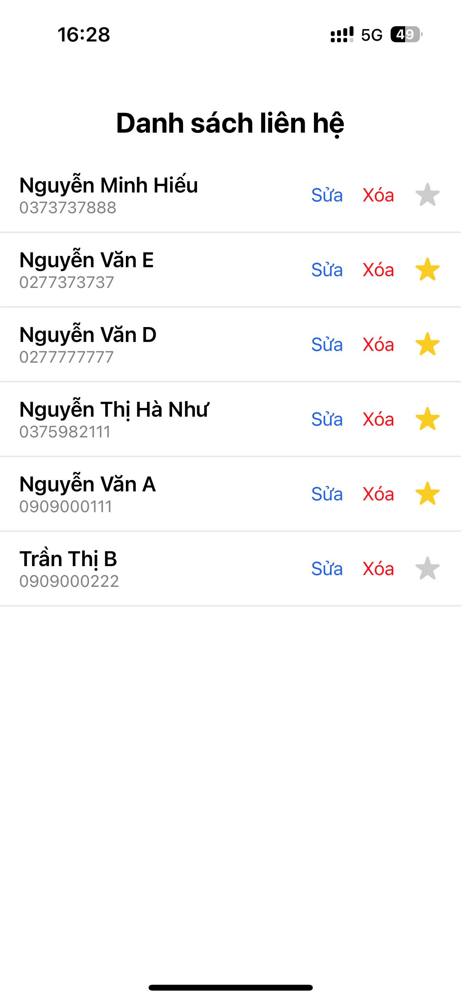 16:28 5G 49
Danh sách liên hệ
Nguyễn Minh Hiếu
0373737888
Sửa Xóa
Nguyễn Văn E
0277373737
Sửa Xóa
Nguyễn Văn D
0277777777
Sửa Xóa
Nguyễn Thị Hà Như
0375982111
Sửa Xóa
Nguyễn Văn A
0909000111
Sửa Xóa
Trần Thị B
0909000222
Sửa Xóa